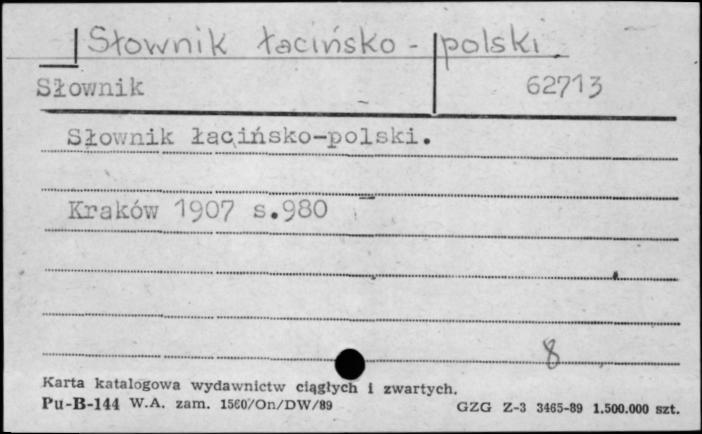 Słownik łacińsko - polski.
Słownik 62713
Słownik łacińsko-polski.
Kraków 1907 s.980
8
Karta katalogowa wydawnictw ciągłych i zwartych.
Pu-B-144 W.A. zam. 1560/On/DW/89 GZG Z-3 3465-89 1.500.000 szt.